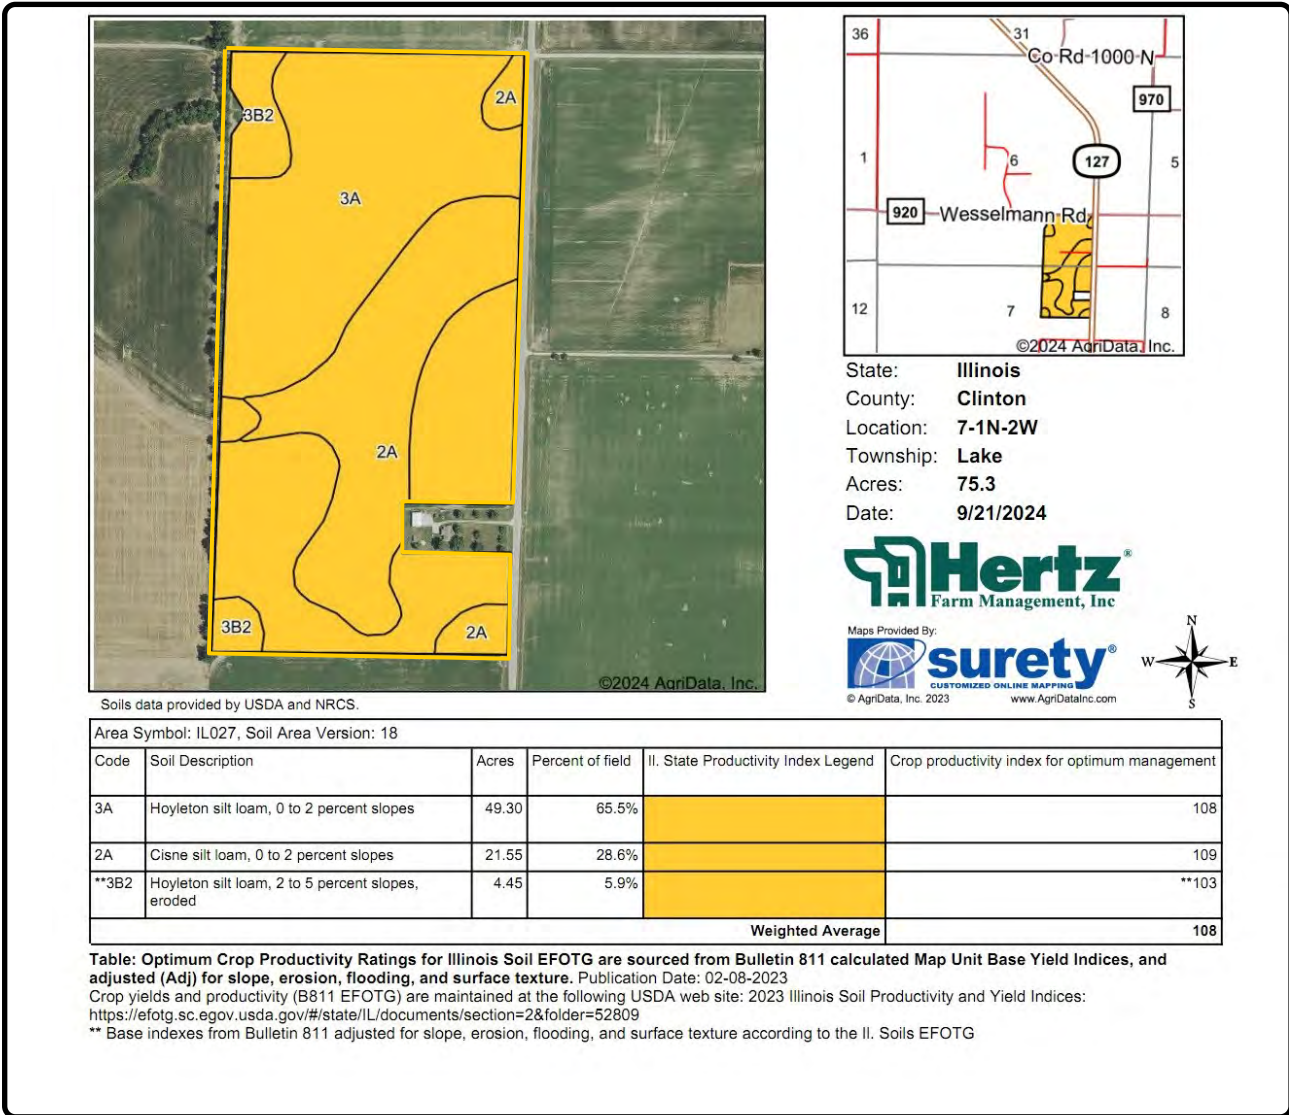 3B2
2A
3A
2A
3B2
2A
©2024 AgriData, Inc.
Soils data provided by USDA and NRCS.
36
31
Co Rd 1000 N
970
1
6
127
5
920
Wesselmann Rd
12
7
8
©2024 AgriData, Inc.
State: Illinois
County: Clinton
Location: 7-1N-2W
Township: Lake
Acres: 75.3
Date: 9/21/2024
Hertz®
Farm Management, Inc
Maps Provided By:
surety®
CUSTOMIZED ONLINE MAPPING
© AgriData, Inc. 2023 www.AgriDataInc.com
N
W E
S
Area Symbol: IL027, Soil Area Version: 18
Code Soil Description Acres Percent of field Il. State Productivity Index Legend Crop productivity index for optimum management
3A Hoyleton silt loam, 0 to 2 percent slopes 49.30 65.5% 108
2A Cisne silt loam, 0 to 2 percent slopes 21.55 28.6% 109
**3B2 Hoyleton silt loam, 2 to 5 percent slopes, 4.45 5.9% **103
eroded
Weighted Average 108
Table: Optimum Crop Productivity Ratings for Illinois Soil EFOTG are sourced from Bulletin 811 calculated Map Unit Base Yield Indices, and
adjusted (Adj) for slope, erosion, flooding, and surface texture. Publication Date: 02-08-2023
Crop yields and productivity (B811 EFOTG) are maintained at the following USDA web site: 2023 Illinois Soil Productivity and Yield Indices:
https://efotg.sc.egov.usda.gov/#/state/IL/documents/section=2&folder=52809
** Base indexes from Bulletin 811 adjusted for slope, erosion, flooding, and surface texture according to the Il. Soils EFOTG